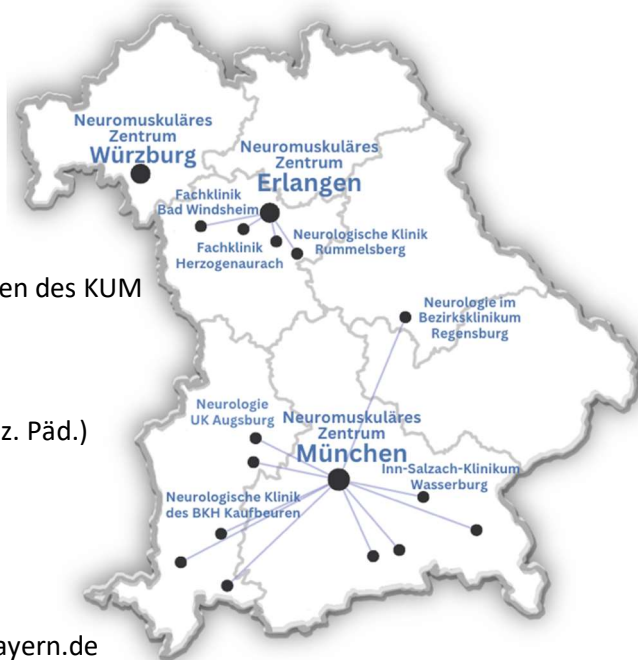 Neuromuskuläres
Zentrum
Würzburg
Neuromuskuläres
Zentrum
Erlangen
Fachklinik
Bad Windsheim
Fachklinik
Herzogenaurach
Neurologische Klinik
Rummelsberg
en des KUM
Neurologie im
Bezirksklinikum
Regensburg
z. Päd.)
Neurologie
UK Augsburg
Neuromuskuläres
Zentrum
München
Inn-Salzach-Klinikum
Wasserburg
Neurologische Klinik
des BKH Kaufbeuren
ayern.de